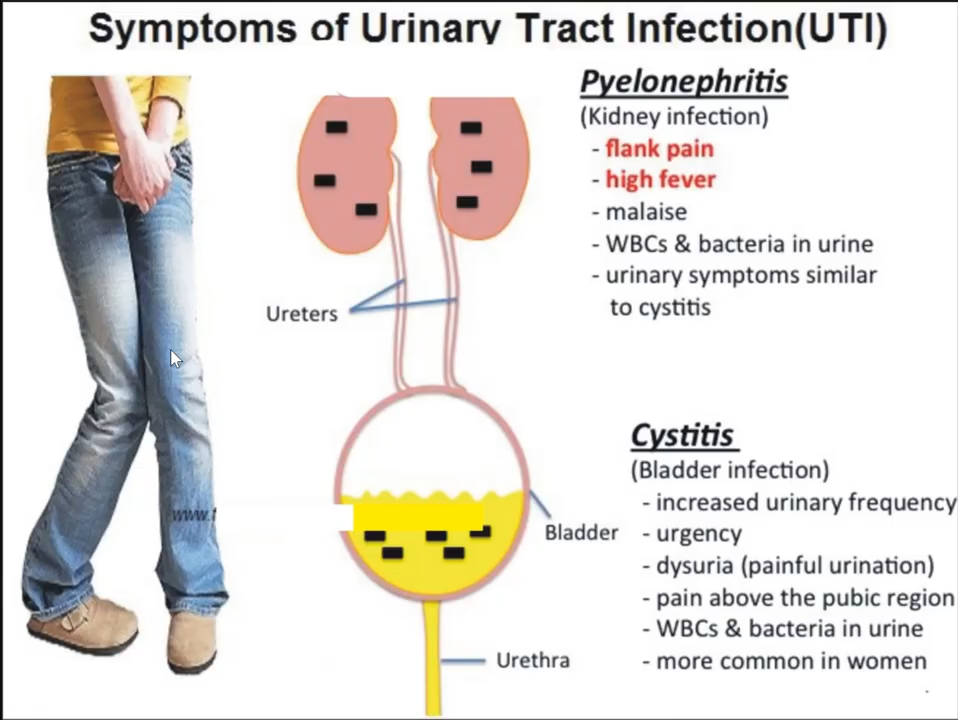 Symptoms of Urinary Tract Infection(UTI)
Pyelonephritis
(Kidney infection)
- flank pain
- high fever
- malaise
- WBCs & bacteria in urine
- urinary symptoms similar
to cystitis
Ureters
Cystitis
(Bladder infection)
- increased urinary frequency
- urgency
- dysuria (painful urination)
- pain above the pubic region
- WBCs & bacteria in urine
- more common in women
Bladder
Urethra